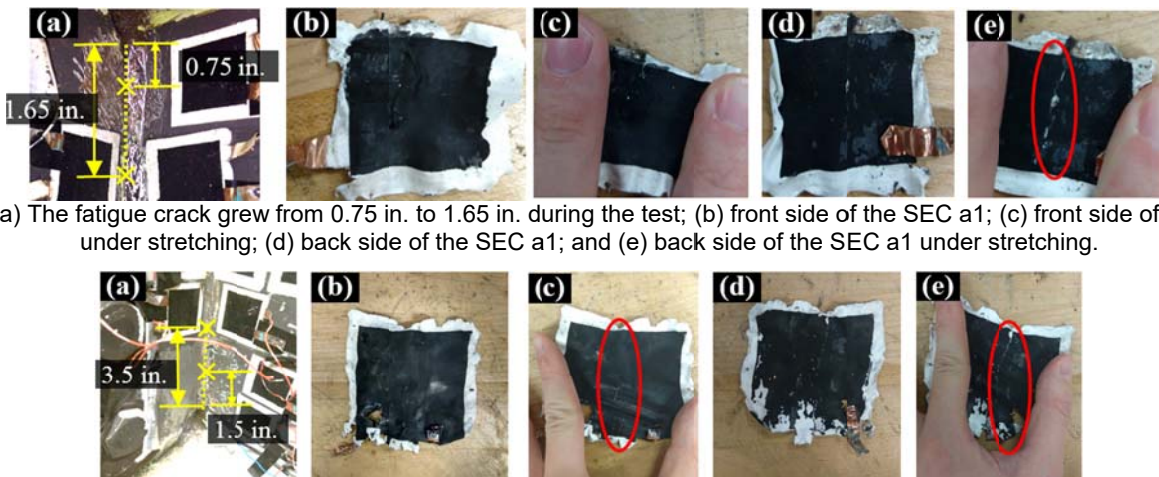 (a)
(b)
(c)
(d)
(e)
0.75 in.
1.65 in.
a) The fatigue crack grew from 0.75 in. to 1.65 in. during the test; (b) front side of the SEC a1; (c) front side of
under stretching; (d) back side of the SEC a1; and (e) back side of the SEC a1 under stretching.
(a)
(b)
(c)
(d)
(e)
3.5 in.
1.5 in.